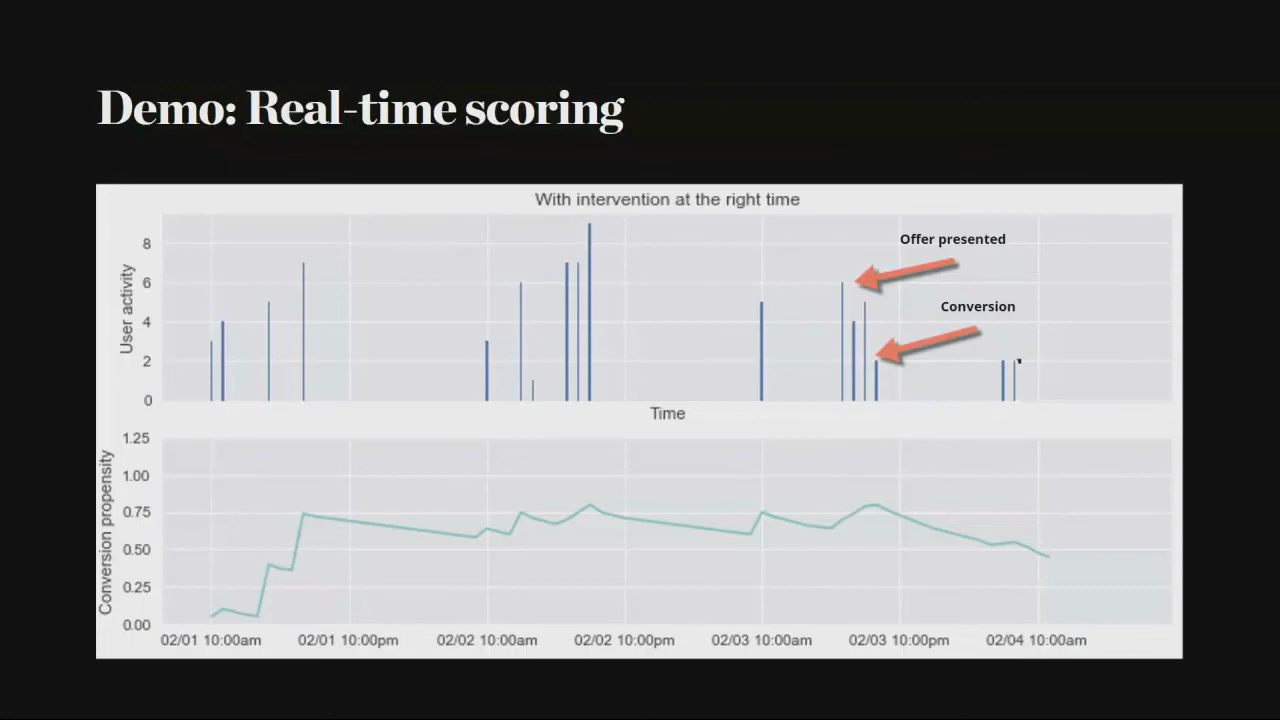 Demo: Real-time scoring
With intervention at the right time
Offer presented
Conversion
User activity
8
6
4
2
0
Time
Conversion propensity
1.25
1.00
0.75
0.50
0.25
0.00
02/01 10:00am 02/01 10:00pm 02/02 10:00am 02/02 10:00pm 02/03 10:00am 02/03 10:00pm 02/04 10:00am